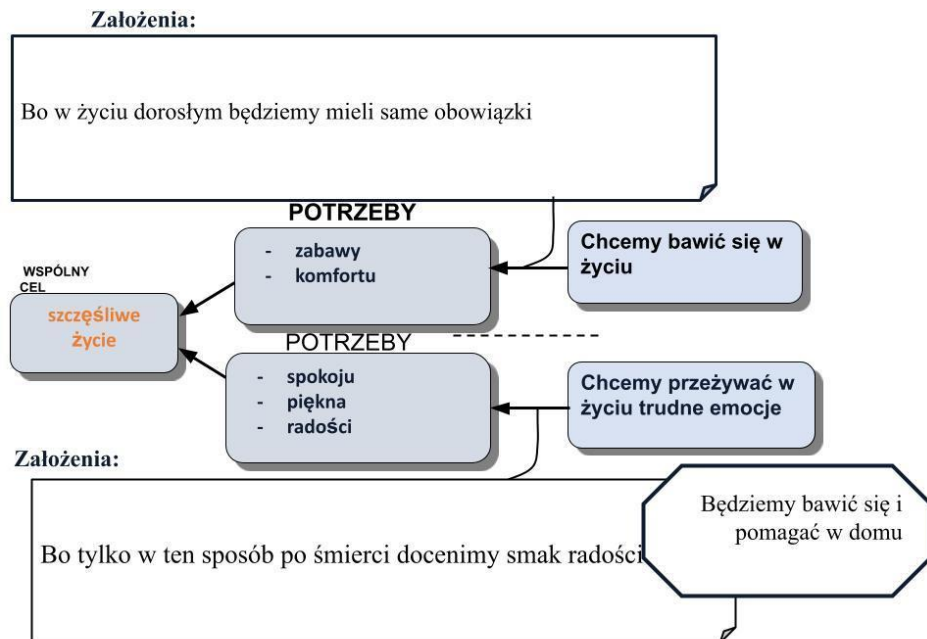 Założenia:
Bo w życiu dorosłym będziemy mieli same obowiązki
POTRZEBY
- zabawy
- komfortu
Chcemy bawić się w
życiu
WSPÓLNY
CEL
szczęśliwe
życie
POTRZEBY
- spokoju
- piękna
- radości
Chcemy przeżywać w
życiu trudne emocje
Założenia:
Bo tylko w ten sposób po śmierci docenimy smak radości
Będziemy bawić się i
pomagać w domu